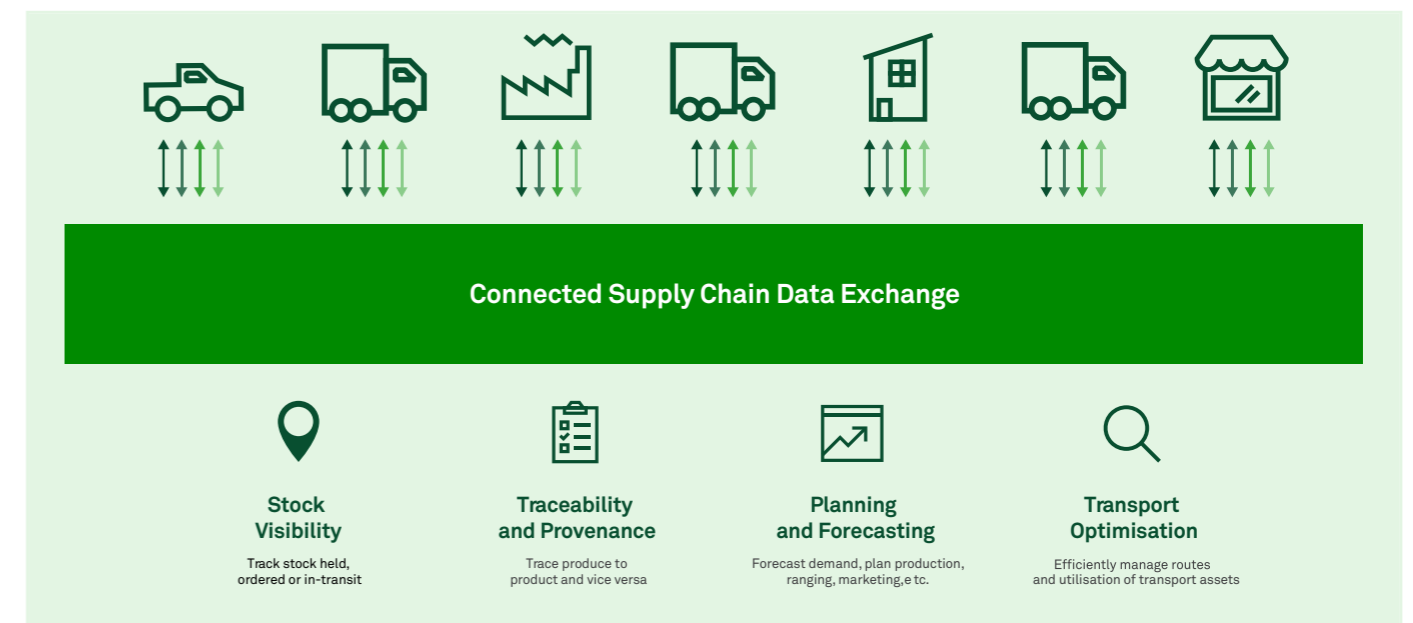 Connected Supply Chain Data Exchange
Stock
Visibility
Track stock held,
ordered or in-transit
Traceability
and Provenance
Trace produce to
product and vice versa
Planning
and Forecasting
Forecast demand, plan production,
ranging, marketing,e tc.
Transport
Optimisation
Efficiently manage routes
and utilisation of transport assets